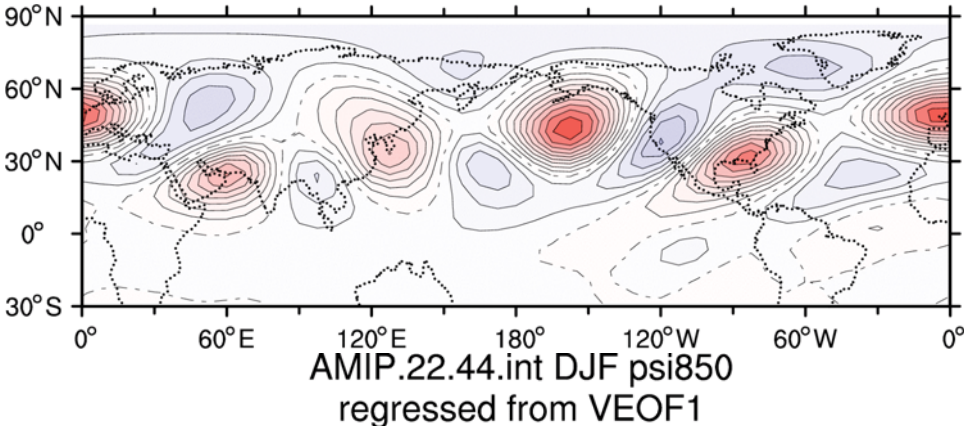 90°N
60°N
30°N
0°
30°S
0° 60°E 120°E 180° 120°W 60°W 0°
AMIP.22.44.int DJF psi850
regressed from VEOF1